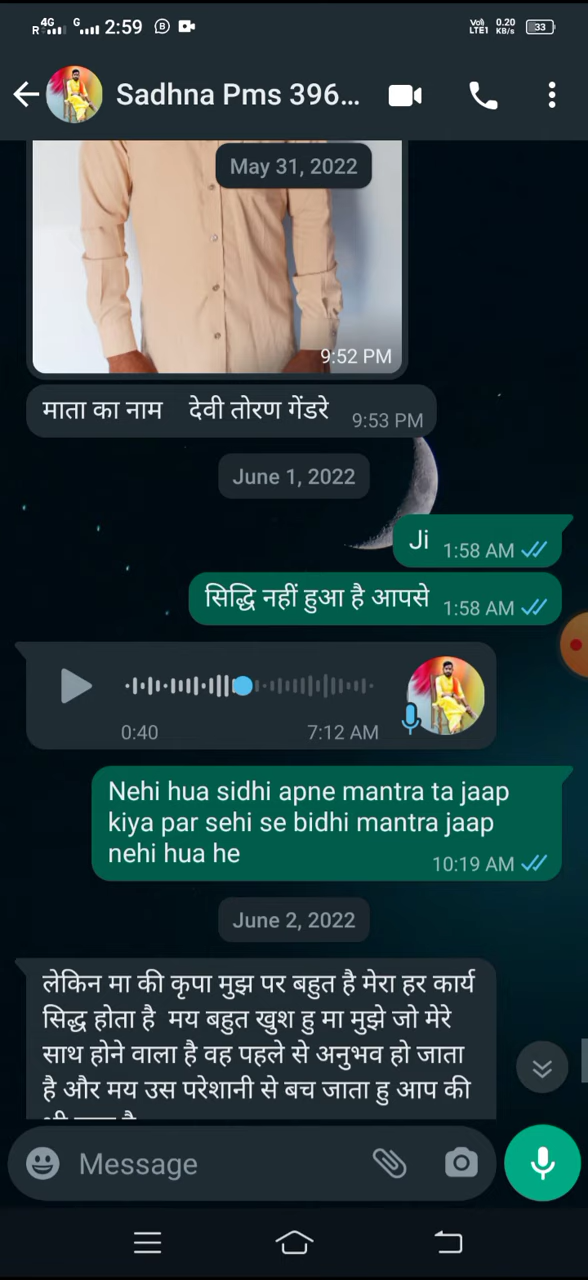 R 4G G 2:59 B Vo)) LTE1 0.20 KB/s 33
Sadhna Pms 396...
May 31, 2022
9:52 PM
माता का नाम देवी तोरण गेंडरे 9:53 PM
June 1, 2022
Ji 1:58 AM
सिद्धि नहीं हुआ है आपसे 1:58 AM
0:40 7:12 AM
Nehi hua sidhi apne mantra ta jaap
kiya par sehi se bidhi mantra jaap
nehi hua he 10:19 AM
June 2, 2022
लेकिन मा की कृपा मुझ पर बहुत है मेरा हर कार्य
सिद्ध होता है मय बहुत खुश हु मा मुझे जो मेरे
साथ होने वाला है वह पहले से अनुभव हो जाता
है और मय उस परेशानी से बच जाता हु आप की
Message